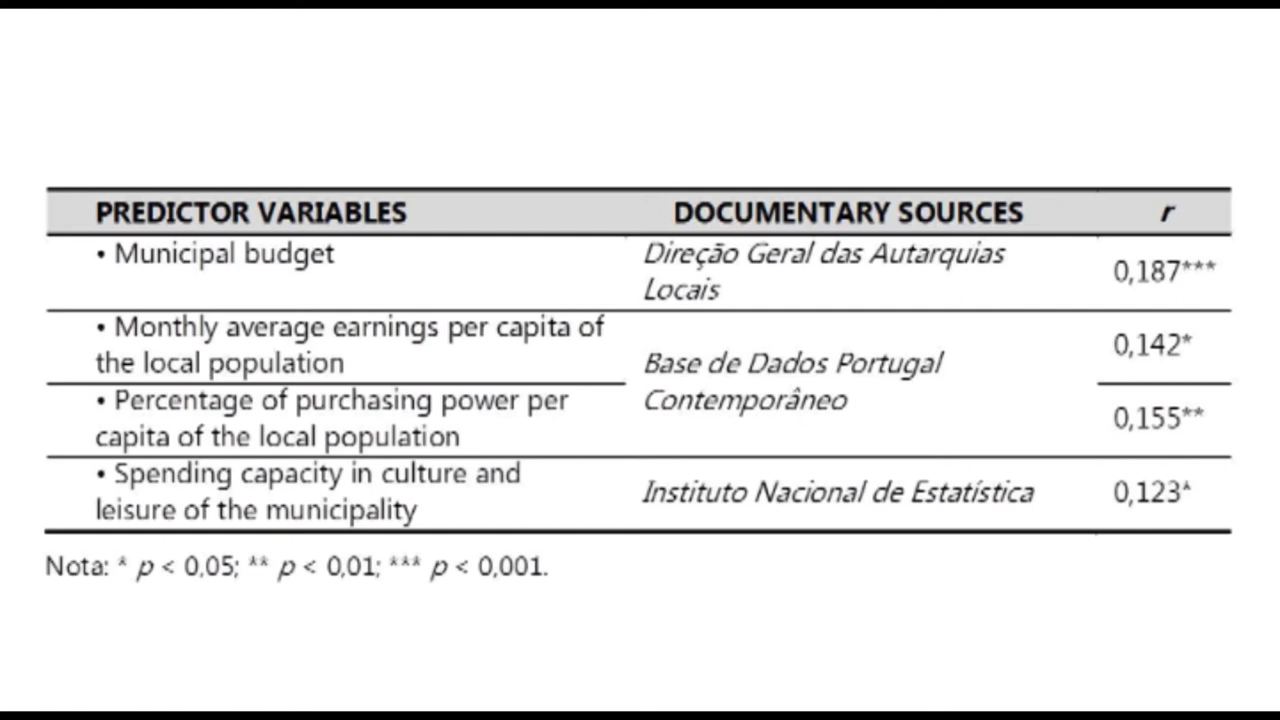 PREDICTOR VARIABLES DOCUMENTARY SOURCES r
• Municipal budget
Direção Geral das Autarquias
Locais
0,187***
• Monthly average earnings per capita of
the local population
Base de Dados Portugal
Contemporâneo
0,142*
• Percentage of purchasing power per
capita of the local population
0,155**
• Spending capacity in culture and
leisure of the municipality
Instituto Nacional de Estatística
0,123*
Nota: * p < 0,05; ** p < 0,01; *** p < 0,001.